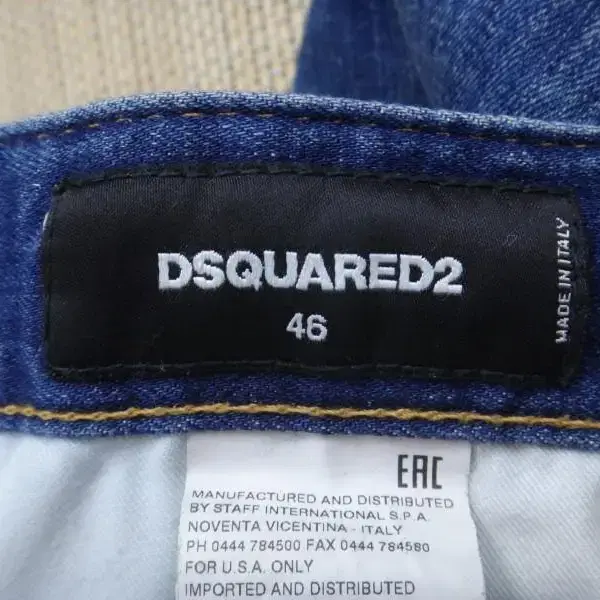 DSQUARED2
46
MADE IN ITALY
EAC
MANUFACTURED AND DISTRIBUTED
BY STAFF INTERNATIONAL S.P.A.
NOVENTA VICENTINA - ITALY
PH 0444 784500 FAX 0444 784580
FOR U.S.A. ONLY
IMPORTED AND DISTRIBUTED